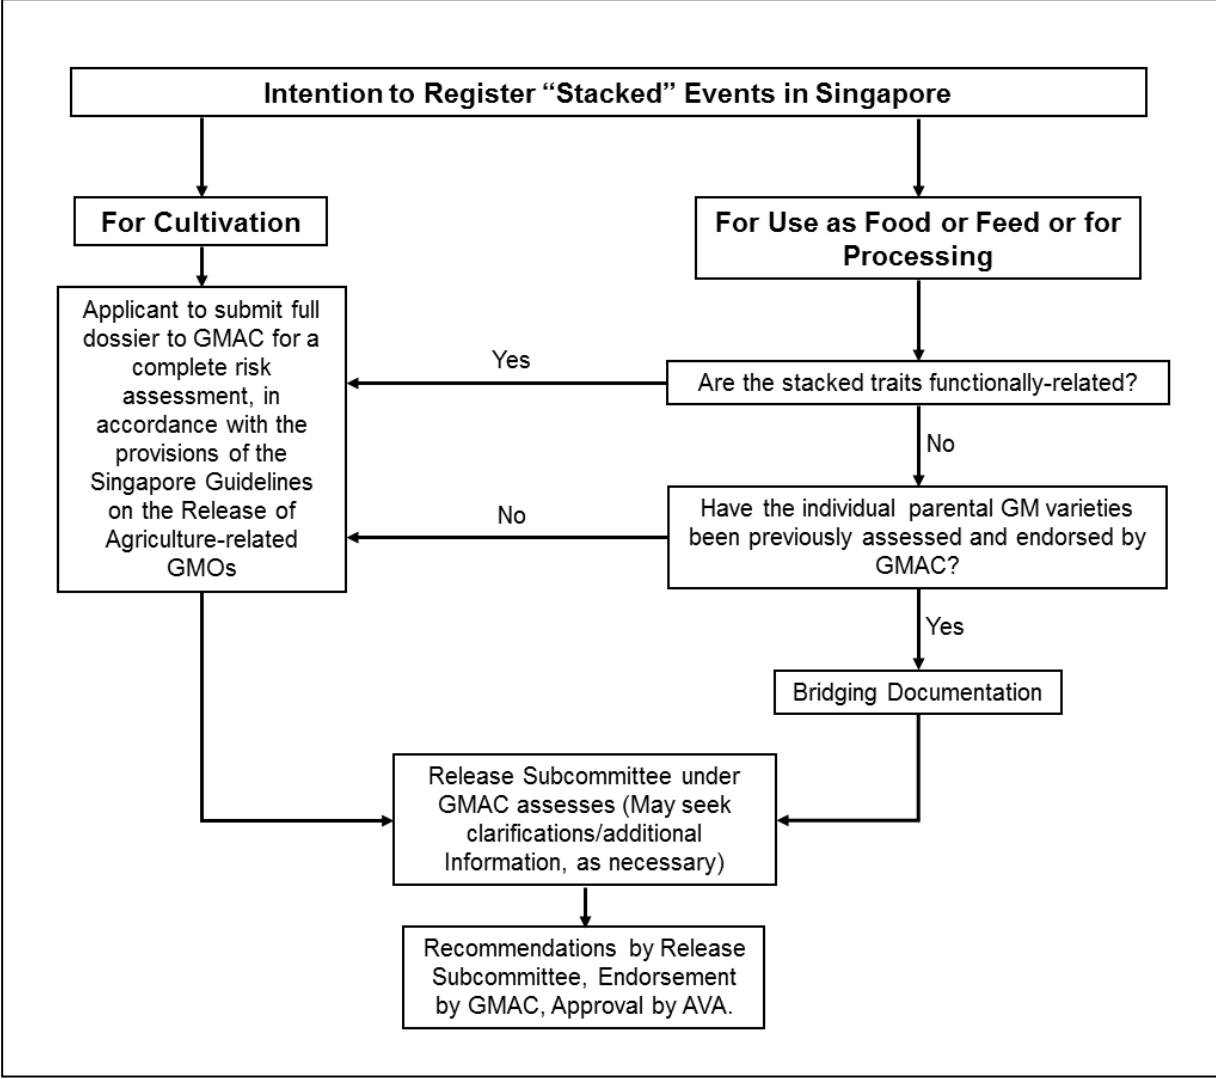 Intention to Register “Stacked” Events in Singapore
For Cultivation
For Use as Food or Feed or for
Processing
Applicant to submit full
dossier to GMAC for a
complete risk
assessment, in
accordance with the
provisions of the
Singapore Guidelines
on the Release of
Agriculture-related
GMOs
Yes
Are the stacked traits functionally-related?
No
No
Have the individual parental GM varieties
been previously assessed and endorsed by
GMAC?
Yes
Bridging Documentation
Release Subcommittee under
GMAC assesses (May seek
clarifications/additional
Information, as necessary)
Recommendations by Release
Subcommittee, Endorsement
by GMAC, Approval by AVA.